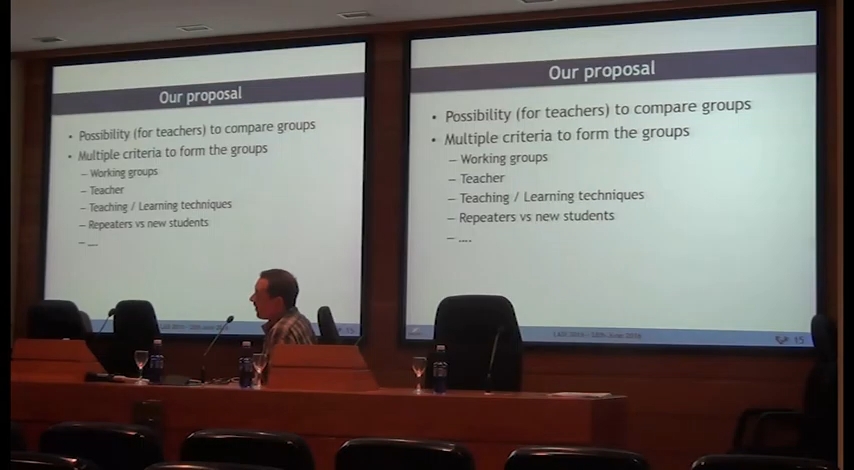 Our proposal
• Possibility (for teachers) to compare groups
• Multiple criteria to form the groups
– Working groups
– Teacher
– Teaching / Learning techniques
– Repeaters vs new students
– ....
15
Our proposal
• Possibility (for teachers) to compare groups
• Multiple criteria to form the groups
– Working groups
– Teacher
– Teaching / Learning techniques
– Repeaters vs new students
– ....
15